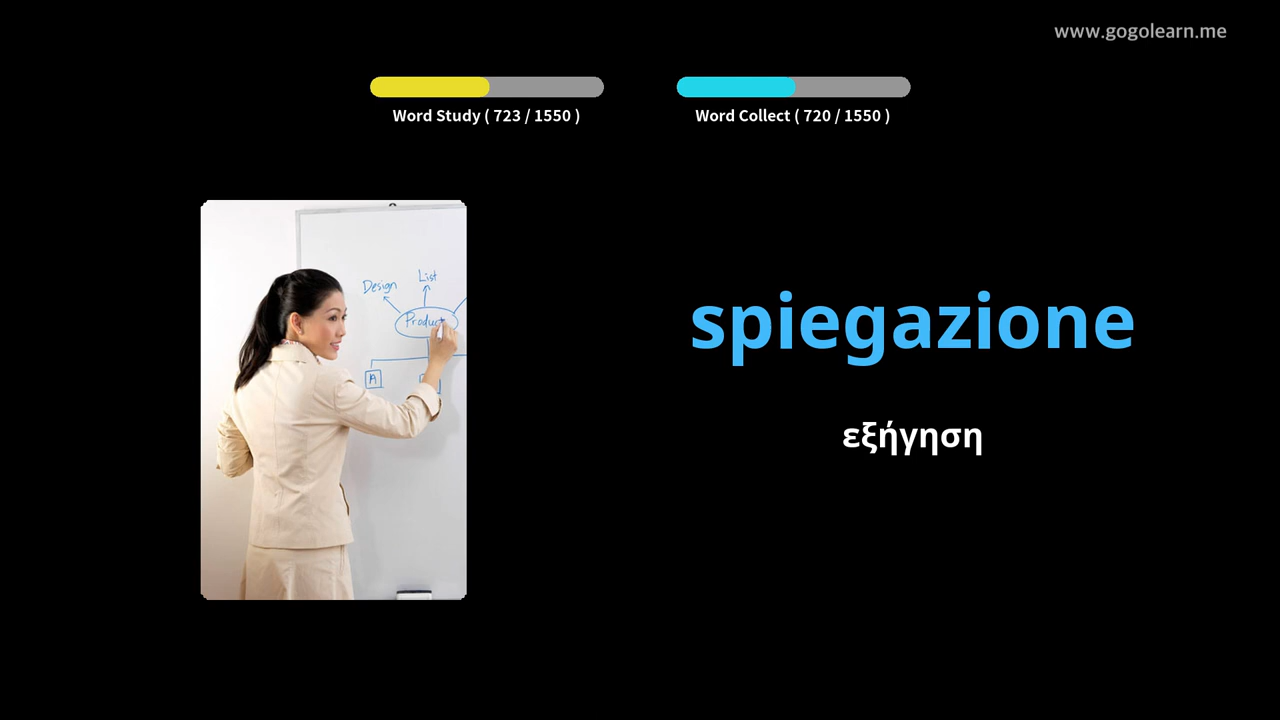 www.gogolearn.me
Word Study ( 723 / 1550 )
Word Collect ( 720 / 1550 )
Design
List
Product
A
spiegazione
εξήγηση